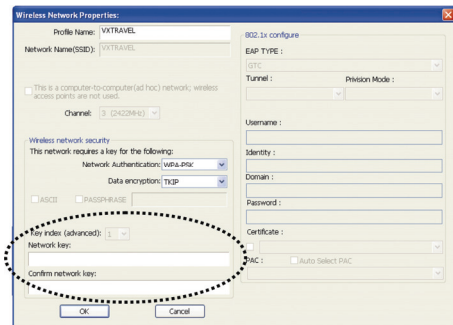 Wireless Network Properties:
Profile Name: VXTRAVEL
Network Name(SSID): VXTRAVEL
This is a computer-to-computer(ad hoc) network; wireless
access points are not used.
Channel: 3 (2422MHz)
Wireless network security
This network requires a key for the following:
Network Authentication: WPA-PSK
Data encryption: TKIP
ASCII PASSPHRASE
Key index (advanced): 1
Network key:
Confirm network key:
OK Cancel
802.1x configure
EAP TYPE :
GTC
Tunnel : Privision Mode :
Username :
Identity :
Domain :
Password :
Certificate :
PAC : Auto Select PAC